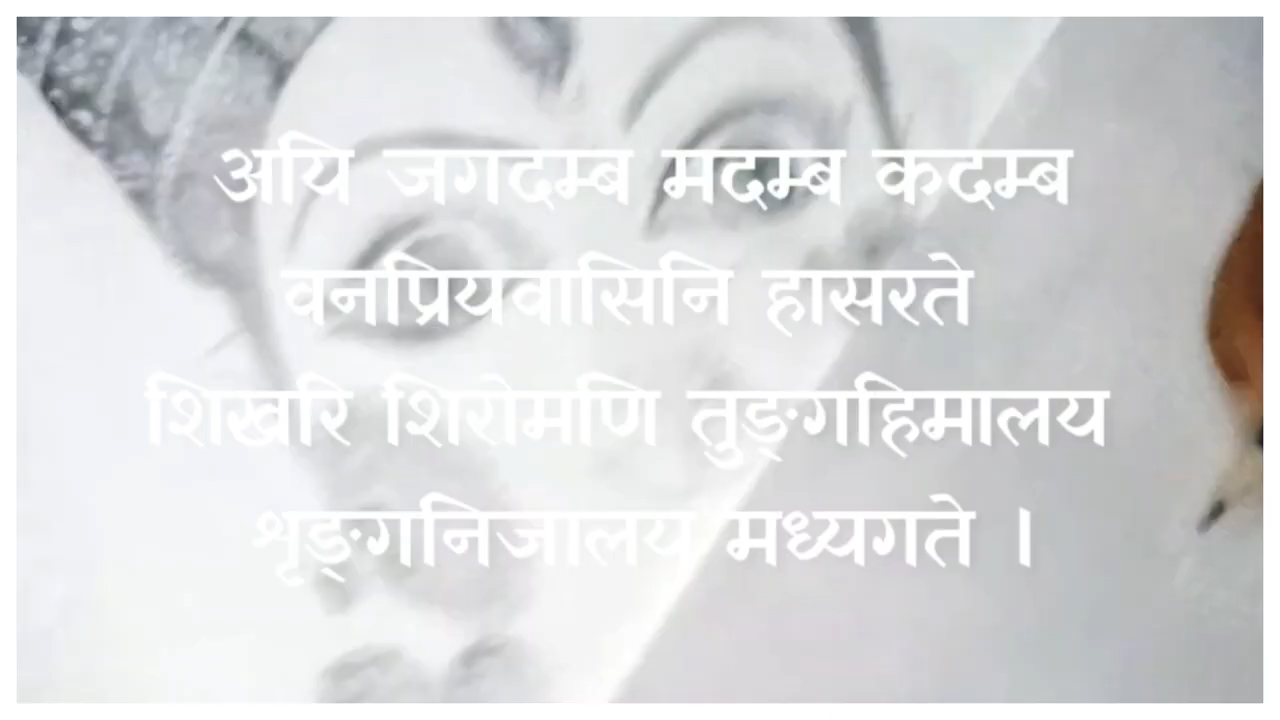 अयि जगदम्ब मदम्ब कदम्ब
वनप्रियवासिनि हासरते
शिखरि शिरोमणि तुङ्गहिमालय
शृङ्गनिजालय मध्यगते ।